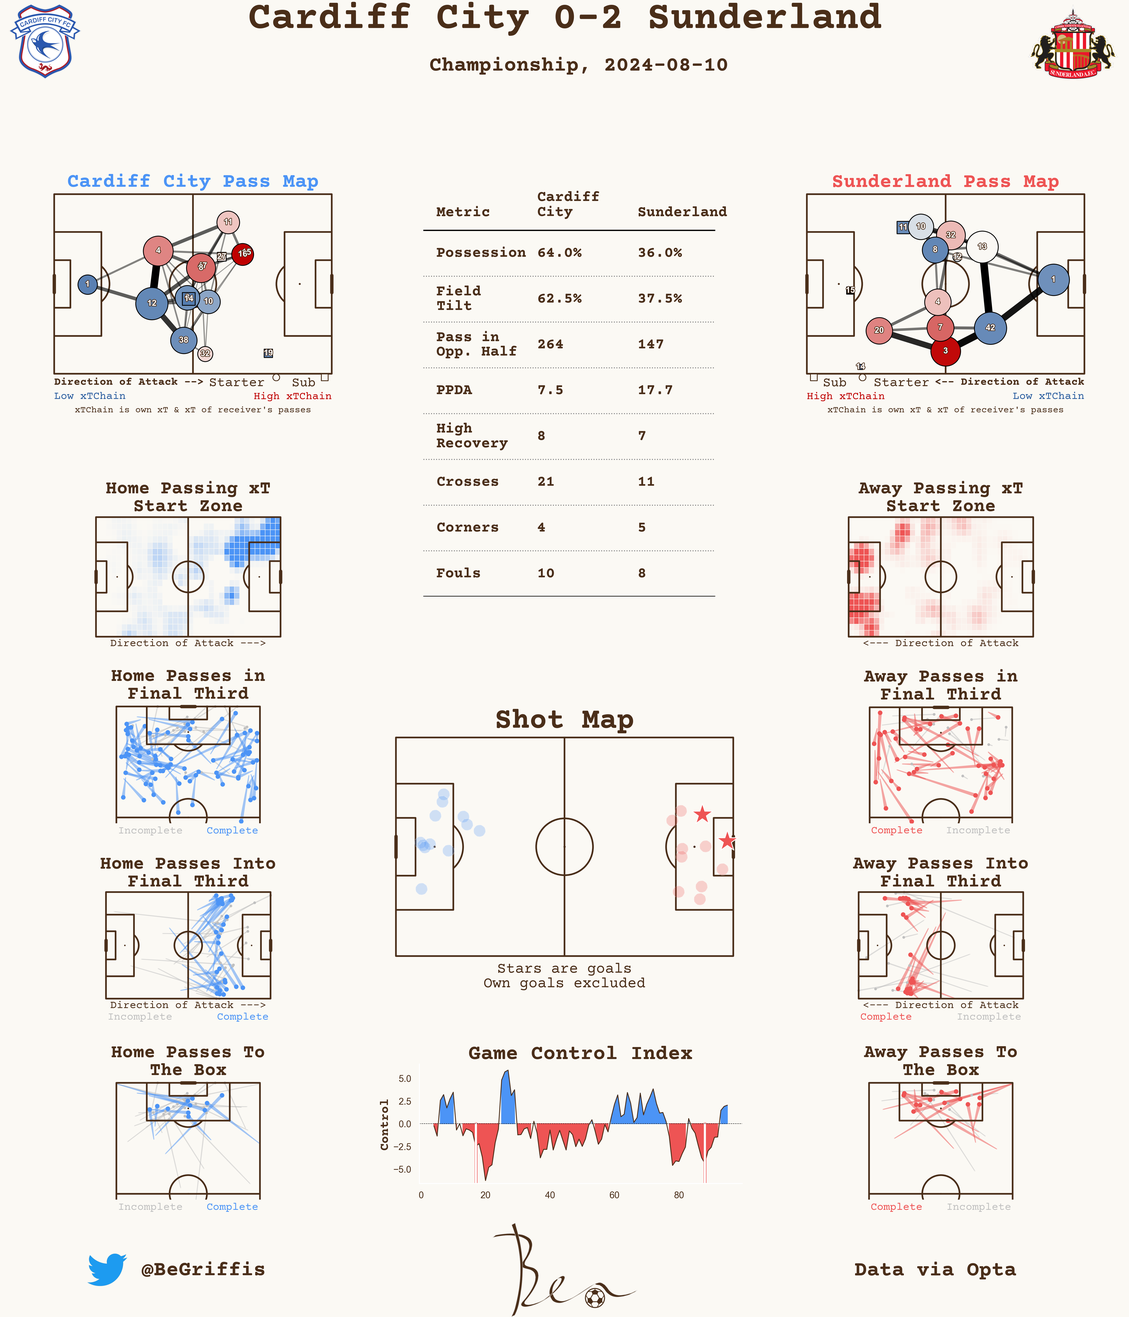 Cardiff City 0-2 Sunderland
Championship, 2024-08-10
CARDIFF CITY FC
SUNDERLAND A.F.C.
Cardiff City Pass Map
11
4
16
1
12
14
10
38
32
19
Direction of Attack --> Starter Sub
Low xTChain High xTChain
xTChain is own xT & xT of receiver's passes
Metric Cardiff City Sunderland
Possession 64.0% 36.0%
Field Tilt 62.5% 37.5%
Pass in Opp. Half 264 147
PPDA 7.5 17.7
High Recovery 8 7
Crosses 21 11
Corners 4 5
Fouls 10 8
Sunderland Pass Map
11 10 32
8 13
12
1
15
4
20 7 42
3
14
Sub Starter <-- Direction of Attack
High xTChain Low xTChain
xTChain is own xT & xT of receiver's passes
Home Passing xT
Start Zone
Direction of Attack --->
Away Passing xT
Start Zone
<--- Direction of Attack
Home Passes in
Final Third
Incomplete Complete
Away Passes in
Final Third
Complete Incomplete
Shot Map
Stars are goals
Own goals excluded
Home Passes Into
Final Third
Direction of Attack --->
Incomplete Complete
Away Passes Into
Final Third
<--- Direction of Attack
Complete Incomplete
Home Passes To
The Box
Incomplete Complete
Game Control Index
Control
5.0
2.5
0.0
−2.5
−5.0
0 20 40 60 80
Away Passes To
The Box
Complete Incomplete
@BeGriffis
Ben
Data via Opta